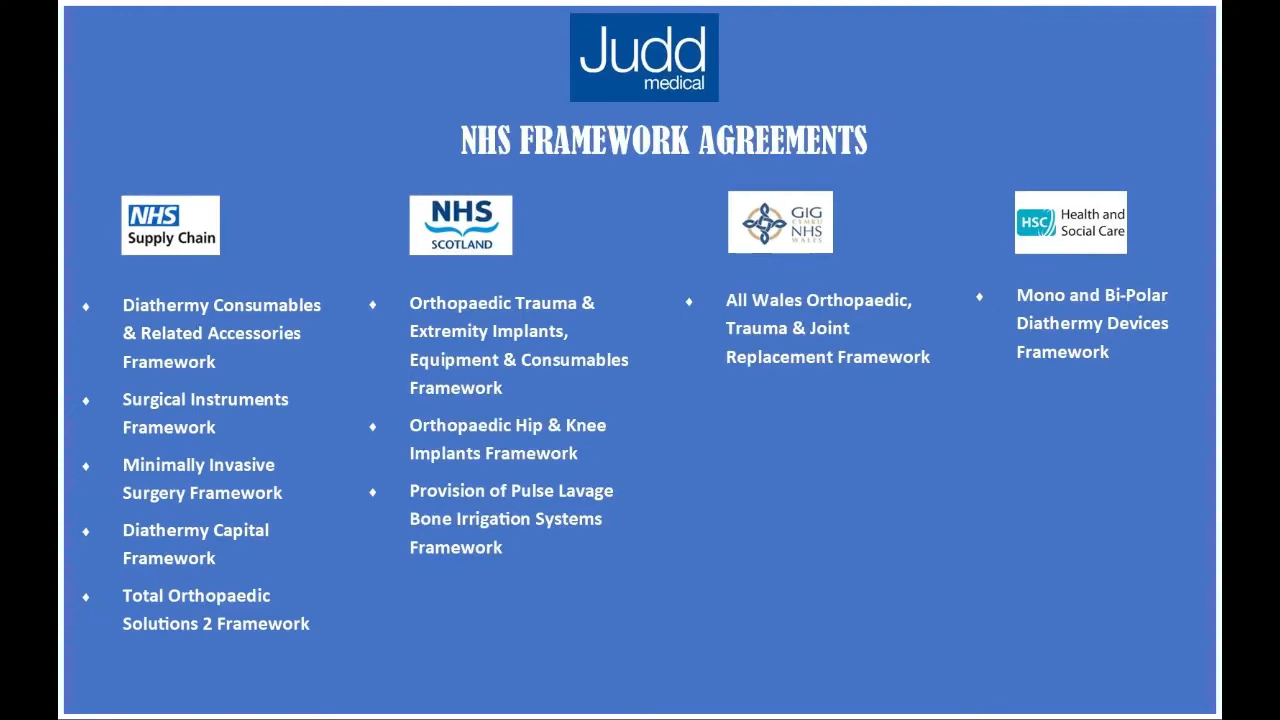 Judd
medical
NHS FRAMEWORK AGREEMENTS
NHS
Supply Chain
Diathermy Consumables
& Related Accessories
Framework
Surgical Instruments
Framework
Minimally Invasive
Surgery Framework
Diathermy Capital
Framework
Total Orthopaedic
Solutions 2 Framework
NHS
SCOTLAND
Orthopaedic Trauma &
Extremity Implants,
Equipment & Consumables
Framework
Orthopaedic Hip & Knee
Implants Framework
Provision of Pulse Lavage
Bone Irrigation Systems
Framework
GIG
CYMRU
NHS
WALES
All Wales Orthopaedic,
Trauma & Joint
Replacement Framework
HSC
Health and
Social Care
Mono and Bi-Polar
Diathermy Devices
Framework